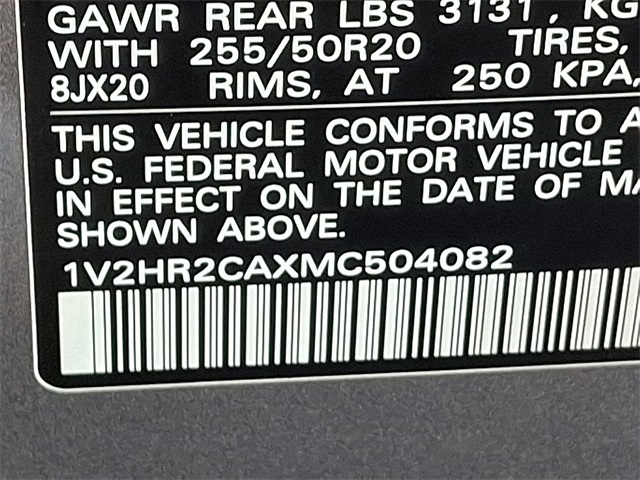 GAWR REAR LBS 3131, KG
WITH 255/50R20 TIRES,
8JX20 RIMS, AT 250 KPA,
THIS VEHICLE CONFORMS TO A
U.S. FEDERAL MOTOR VEHICLE
IN EFFECT ON THE DATE OF MA
SHOWN ABOVE.
1V2HR2CAXMC504082